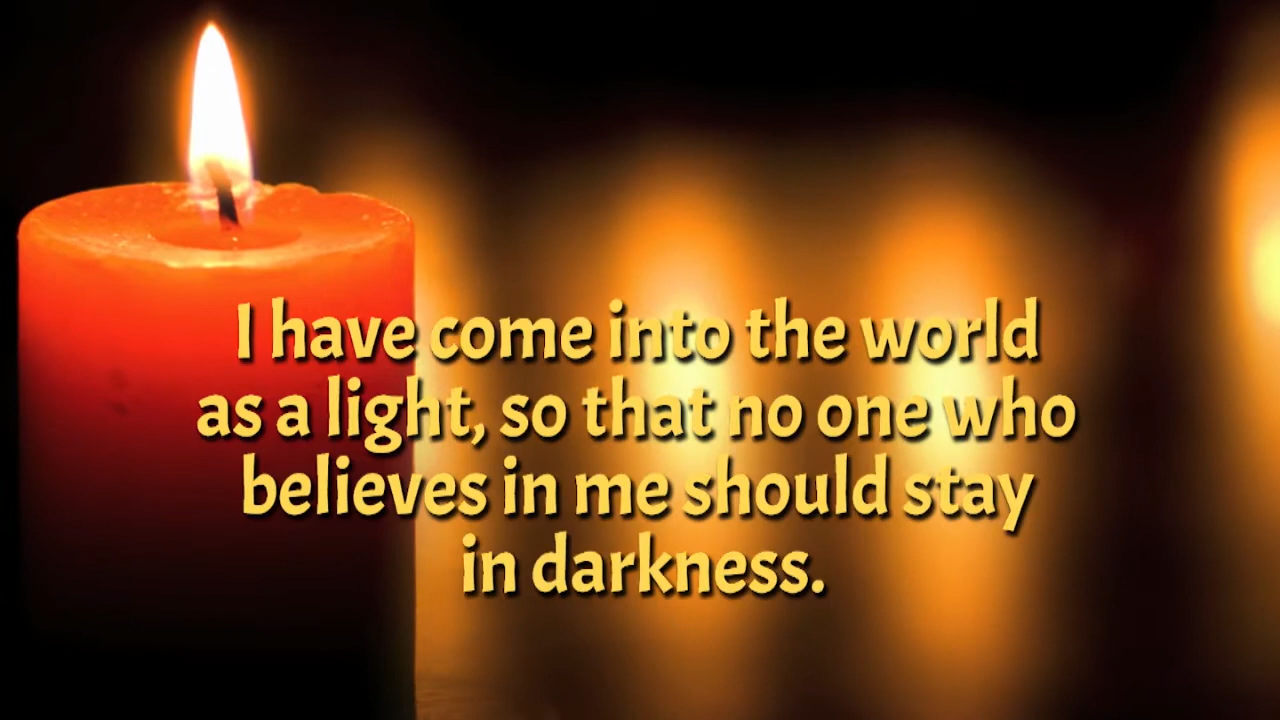 I have come into the world
as a light, so that no one who
believes in me should stay
in darkness.